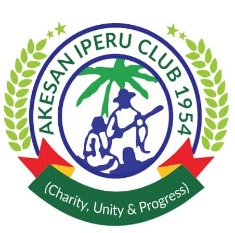 AKESAN IPERU CLUB 1954
(Charity, Unity & Progress)